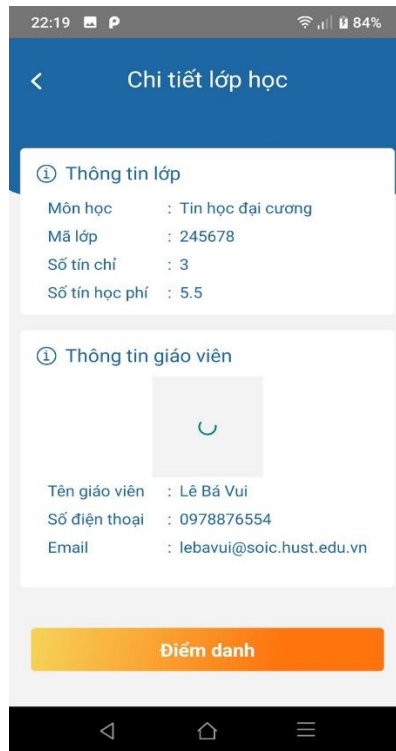 22:19 84%
Chi tiết lớp học
Thông tin lớp
Môn học : Tin học đại cương
Mã lớp : 245678
Số tín chỉ : 3
Số tín học phí : 5.5
Thông tin giáo viên
Tên giáo viên : Lê Bá Vui
Số điện thoại : 0978876554
Email : lebavui@soic.hust.edu.vn
Điểm danh